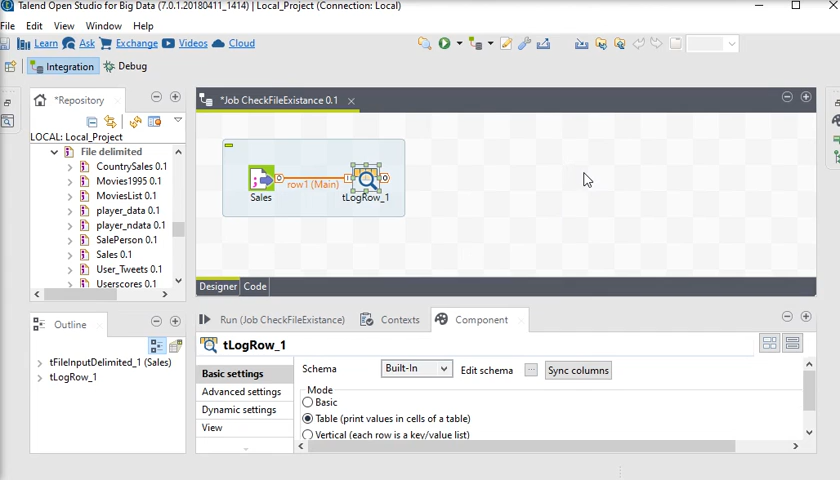 Talend Open Studio for Big Data (7.0.1.20180411_1414) | Local_Project (Connection: Local)
File Edit View Window Help
Learn Ask Exchange Videos Cloud
Integration Debug
*Repository
LOCAL: Local_Project
File delimited
CountrySales 0.1
Movies1995 0.1
MoviesList 0.1
player_data 0.1
player_ndata 0.1
SalePerson 0.1
Sales 0.1
User_Tweets 0.1
Userscores 0.1
*Job CheckFileExistance 0.1
row1 (Main)
Sales
tLogRow_1
Designer Code
Outline
tFileInputDelimited_1 (Sales)
tLogRow_1
Run (Job CheckFileExistance) Contexts Component
tLogRow_1
Basic settings
Advanced settings
Dynamic settings
View
Schema Built-In Edit schema ... Sync columns
Mode
Basic
Table (print values in cells of a table)
Vertical (each row is a key/value list)